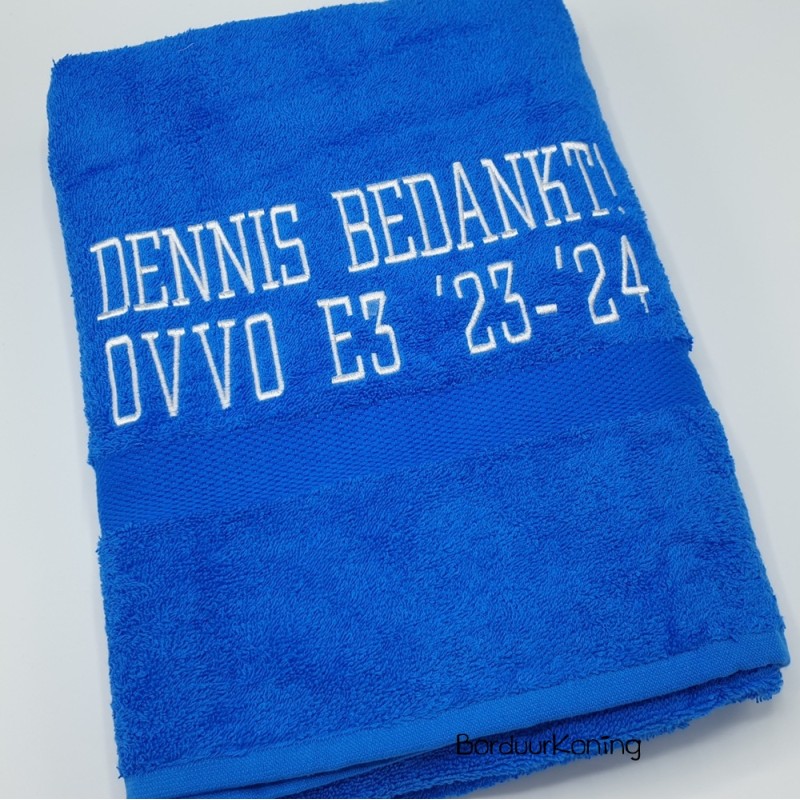 DENNIS BEDANKT!
OVVO E3 '23-'24
BorduurKoning